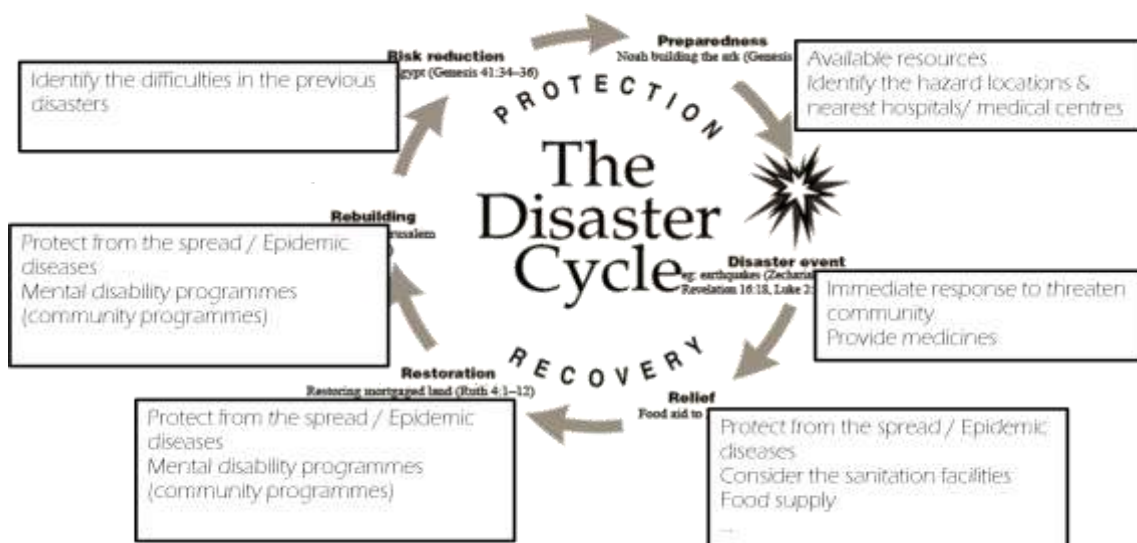 Risk reduction
gypt (Genesis 41:34–36)
Preparedness
Noah building the ark (Genesis
Identify the difficulties in the previous
disasters
Available resources
Identify the hazard locations &
nearest hospitals/ medical centres
PROTECTION
The
Disaster
Cycle
Rebuilding
rusalem
Protect from the spread / Epidemic
diseases
Mental disability programmes
(community programmes)
Disaster event
eg: earthquakes (Zecharia
Revelation 16:18, Luke 2
Immediate response to threaten
community
Provide medicines
RECOVERY
Restoration
Restoring mortgaged land (Ruth 4:1–12)
Protect from the spread / Epidemic
diseases
Mental disability programmes
(community programmes)
Relief
Food aid to
Protect from the spread / Epidemic
diseases
Consider the sanitation facilities
Food supply
...